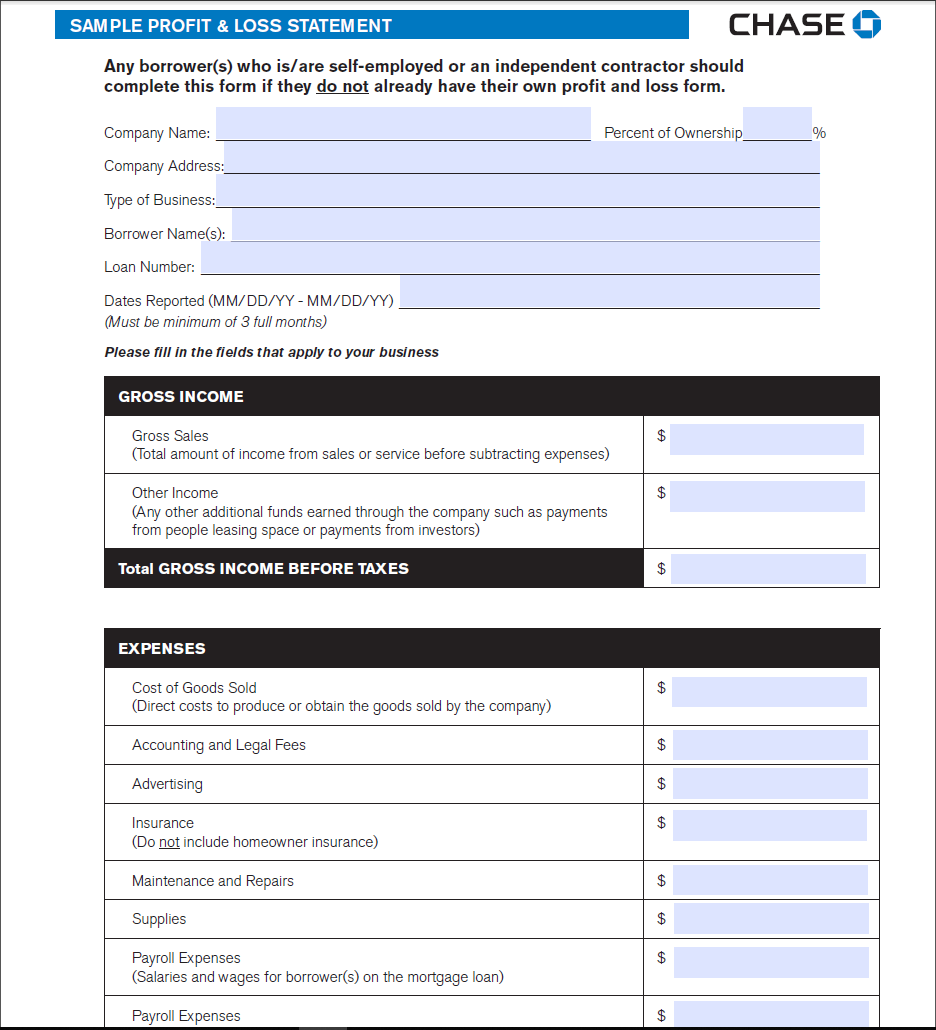 SAMPLE PROFIT & LOSS STATEMENT
CHASE
Any borrower(s) who is/are self-employed or an independent contractor should
complete this form if they do not already have their own profit and loss form.
Company Name: Percent of Ownership %
Company Address:
Type of Business:
Borrower Name(s):
Loan Number:
Dates Reported (MM/DD/YY - MM/DD/YY)
(Must be minimum of 3 full months)
Please fill in the fields that apply to your business
GROSS INCOME
Gross Sales $
(Total amount of income from sales or service before subtracting expenses)
Other Income $
(Any other additional funds earned through the company such as payments
from people leasing space or payments from investors)
Total GROSS INCOME BEFORE TAXES $
EXPENSES
Cost of Goods Sold $
(Direct costs to produce or obtain the goods sold by the company)
Accounting and Legal Fees $
Advertising $
Insurance $
(Do not include homeowner insurance)
Maintenance and Repairs $
Supplies $
Payroll Expenses $
(Salaries and wages for borrower(s) on the mortgage loan)
Payroll Expenses $